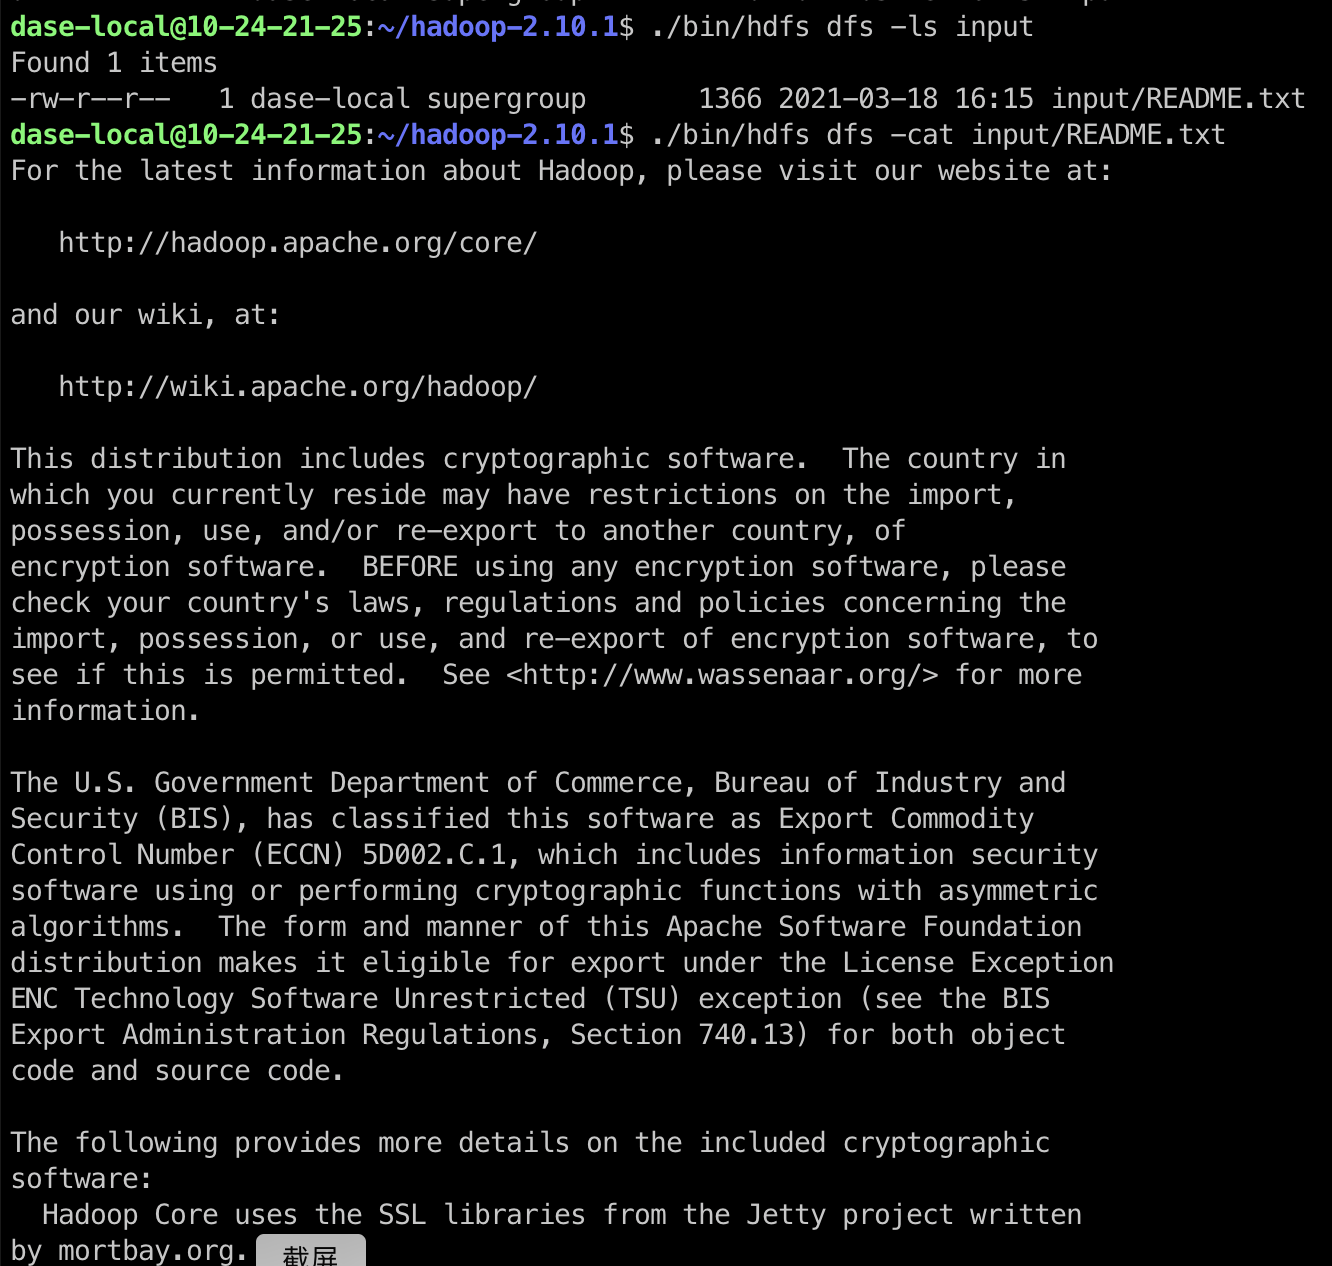 dase-local@10-24-21-25:~/hadoop-2.10.1$ ./bin/hdfs dfs -ls input
Found 1 items
-rw-r--r--   1 dase-local supergroup       1366 2021-03-18 16:15 input/README.txt
dase-local@10-24-21-25:~/hadoop-2.10.1$ ./bin/hdfs dfs -cat input/README.txt
For the latest information about Hadoop, please visit our website at:

   http://hadoop.apache.org/core/

and our wiki, at:

   http://wiki.apache.org/hadoop/

This distribution includes cryptographic software.  The country in
which you currently reside may have restrictions on the import,
possession, use, and/or re-export to another country, of
encryption software.  BEFORE using any encryption software, please
check your country's laws, regulations and policies concerning the
import, possession, or use, and re-export of encryption software, to
see if this is permitted.  See <http://www.wassenaar.org/> for more
information.

The U.S. Government Department of Commerce, Bureau of Industry and
Security (BIS), has classified this software as Export Commodity
Control Number (ECCN) 5D002.C.1, which includes information security
software using or performing cryptographic functions with asymmetric
algorithms.  The form and manner of this Apache Software Foundation
distribution makes it eligible for export under the License Exception
ENC Technology Software Unrestricted (TSU) exception (see the BIS
Export Administration Regulations, Section 740.13) for both object
code and source code.

The following provides more details on the included cryptographic
software:
  Hadoop Core uses the SSL libraries from the Jetty project written
by mortbay.org.
截屏